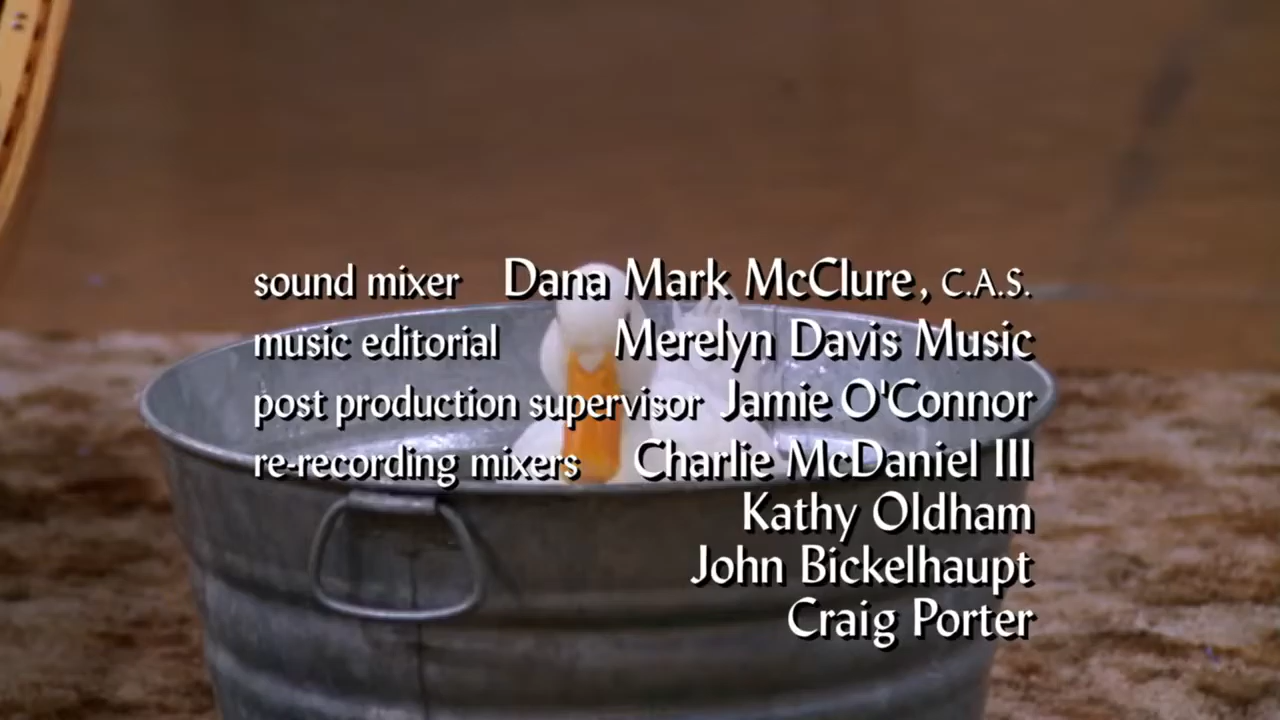 sound mixer Dana Mark McClure, C.A.S.
music editorial Merelyn Davis Music
post production supervisor Jamie O'Connor
re-recording mixers Charlie McDaniel III
Kathy Oldham
John Bickelhaupt
Craig Porter